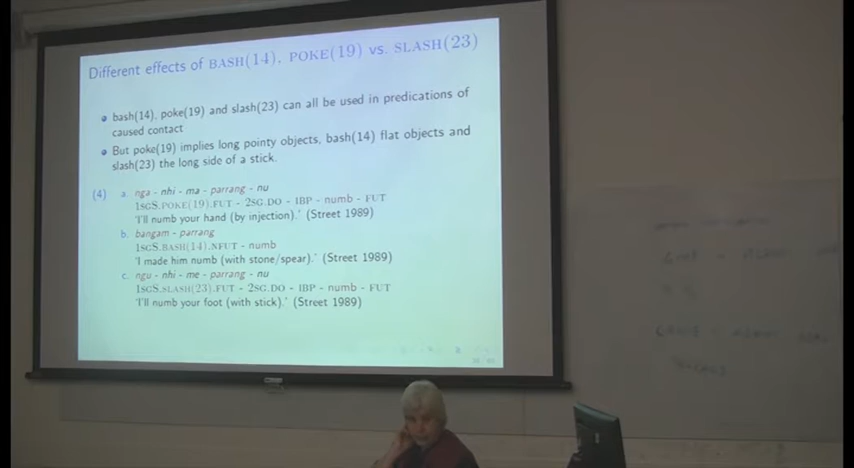 Different effects of BASH(14), POKE(19) vs. SLASH(23)
bash(14), poke(19) and slash(23) can all be used in predications of
caused contact
But poke(19) implies long pointy objects, bash(14) flat objects and
slash(23) the long side of a stick.
(4) a. nga - nhi - ma - parrang - nu
1SGS.POKE(19).FUT - 2SG.DO - IBP - numb - FUT
'I'll numb your hand (by injection).' (Street 1989)
b. bangam - parrang
1SGS.BASH(14).NFUT - numb
'I made him numb (with stone/spear).' (Street 1989)
c. ngu - nhi - me - parrang - nu
1SGS.SLASH(23).FUT - 2SG.DO - IBP - numb - FUT
'I'll numb your foot (with stick).' (Street 1989)